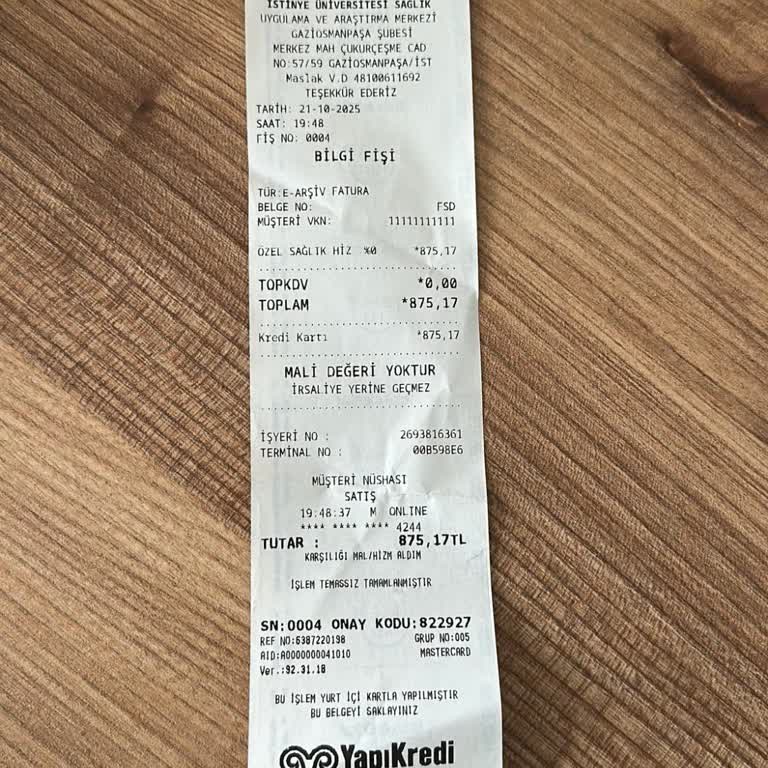 İSTİNYE ÜNİVERSİTESİ SAĞLIK
UYGULAMA VE ARAŞTIRMA MERKEZİ
GAZİOSMANPAŞA ŞUBESİ
MERKEZ MAH ÇUKURÇEŞME CAD
NO:57/59 GAZİOSMANPAŞA/İST
Maslak V.D 48100611692
TEŞEKKÜR EDERİZ
TARİH: 21-10-2025
SAAT: 19:48
FİŞ NO: 0004
BİLGİ FİŞİ
TÜR:E-ARŞİV FATURA
BELGE NO: FSD
MÜŞTERİ VKN: 11111111111
ÖZEL SAĞLIK HİZ %0 *875,17
TOPKDV *0,00
TOPLAM *875,17
Kredi Kartı *875,17
MALİ DEĞERİ YOKTUR
İRSALİYE YERİNE GEÇMEZ
İŞYERİ NO : 2693816361
TERMİNAL NO : 00B598E6
MÜŞTERİ NÜSHASI
SATIŞ
19:48:37 M ONLINE
**** **** **** 4244
TUTAR : 875,17TL
KARŞILIĞI MAL/HİZM ALDIM
İŞLEM TEMASSIZ TAMAMLANMIŞTIR
SN:0004 ONAY KODU:822927
REF NO:6387220198 GRUP NO:005
AID:A0000000041010 MASTERCARD
Ver.:92.31.18
BU İŞLEM YURT İÇİ KARTLA YAPILMIŞTIR
BU BELGEYİ SAKLAYINIZ
YapıKredi